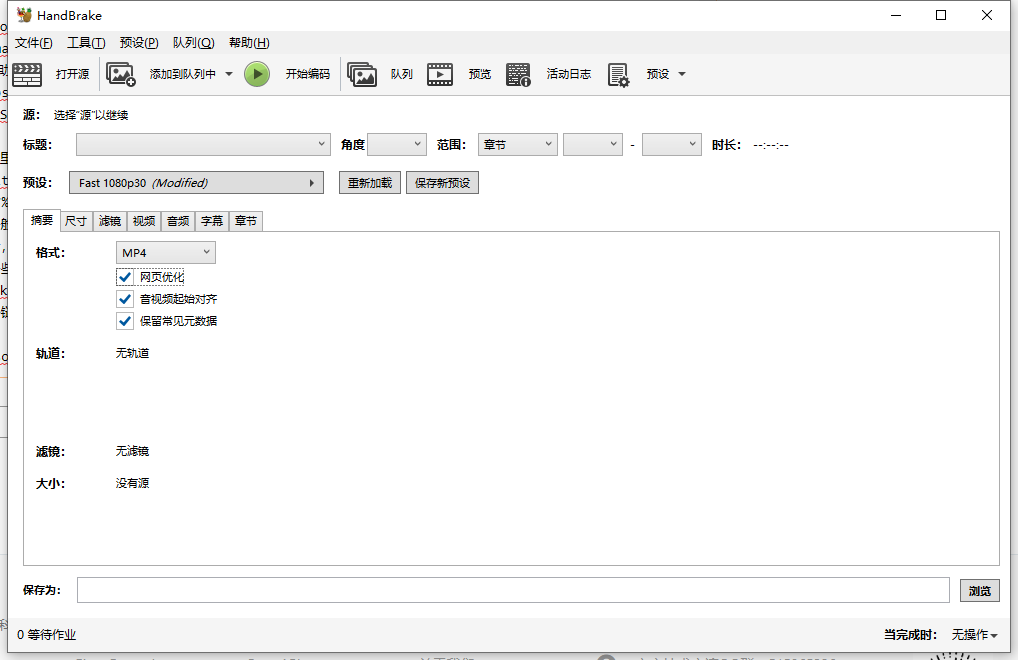 HandBrake
文件(F) 工具(T) 预设(P) 队列(Q) 帮助(H)
打开源 添加到队列中 开始编码 队列 预览 活动日志 预设
源: 选择"源"以继续
标题: 角度 范围: 章节 - 时长: --:--:--
预设: Fast 1080p30 (Modified) 重新加载 保存新预设
摘要 尺寸 滤镜 视频 音频 字幕 章节
格式: MP4
网页优化
音视频起始对齐
保留常见元数据
轨道: 无轨道
滤镜: 无滤镜
大小: 没有源
保存为: 浏览
0 等待作业 当完成时: 无操作